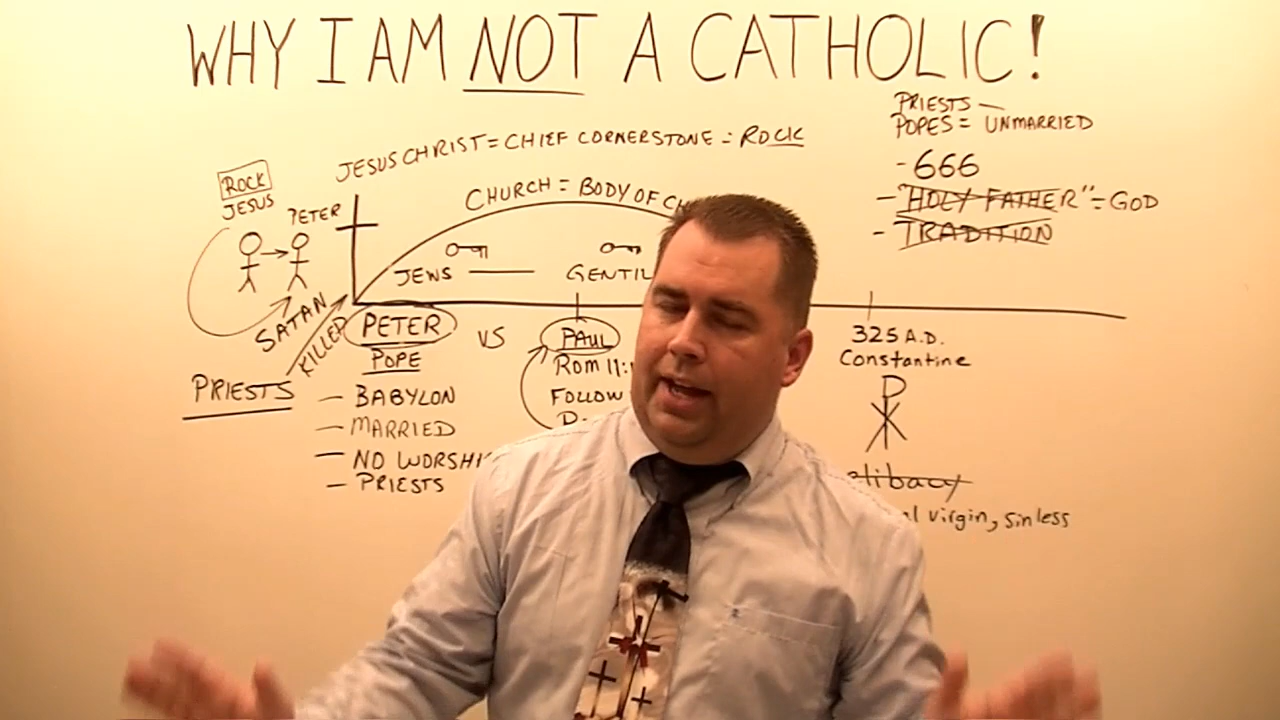 WHY I AM NOT A CATHOLIC!
PRIESTS —
POPES = UNMARRIED
- 666
- "HOLY FATHER" = GOD
- TRADITION
JESUS CHRIST = CHIEF CORNERSTONE = ROCK
CHURCH = BODY OF
ROCK
JESUS
PETER
JEWS
GENTIL
SATAN
KILLED
PRIESTS
PETER
VS
PAUL
POPE
— BABYLON
— MARRIED
— NO WORSHI
— PRIESTS
Rom 11:
FOLLOW
325 A.D.
Constantine
libacy
virgin, sinless